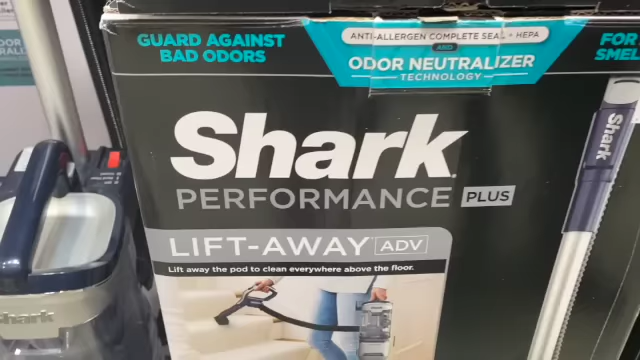 GUARD AGAINST
BAD ODORS
ANTI-ALLERGEN COMPLETE SEAL + HEPA
AND
ODOR NEUTRALIZER
TECHNOLOGY
FOR
SMEL
Shark
PERFORMANCE PLUS
LIFT-AWAY ADV
Lift away the pod to clean everywhere above the floor.
Shark
shark